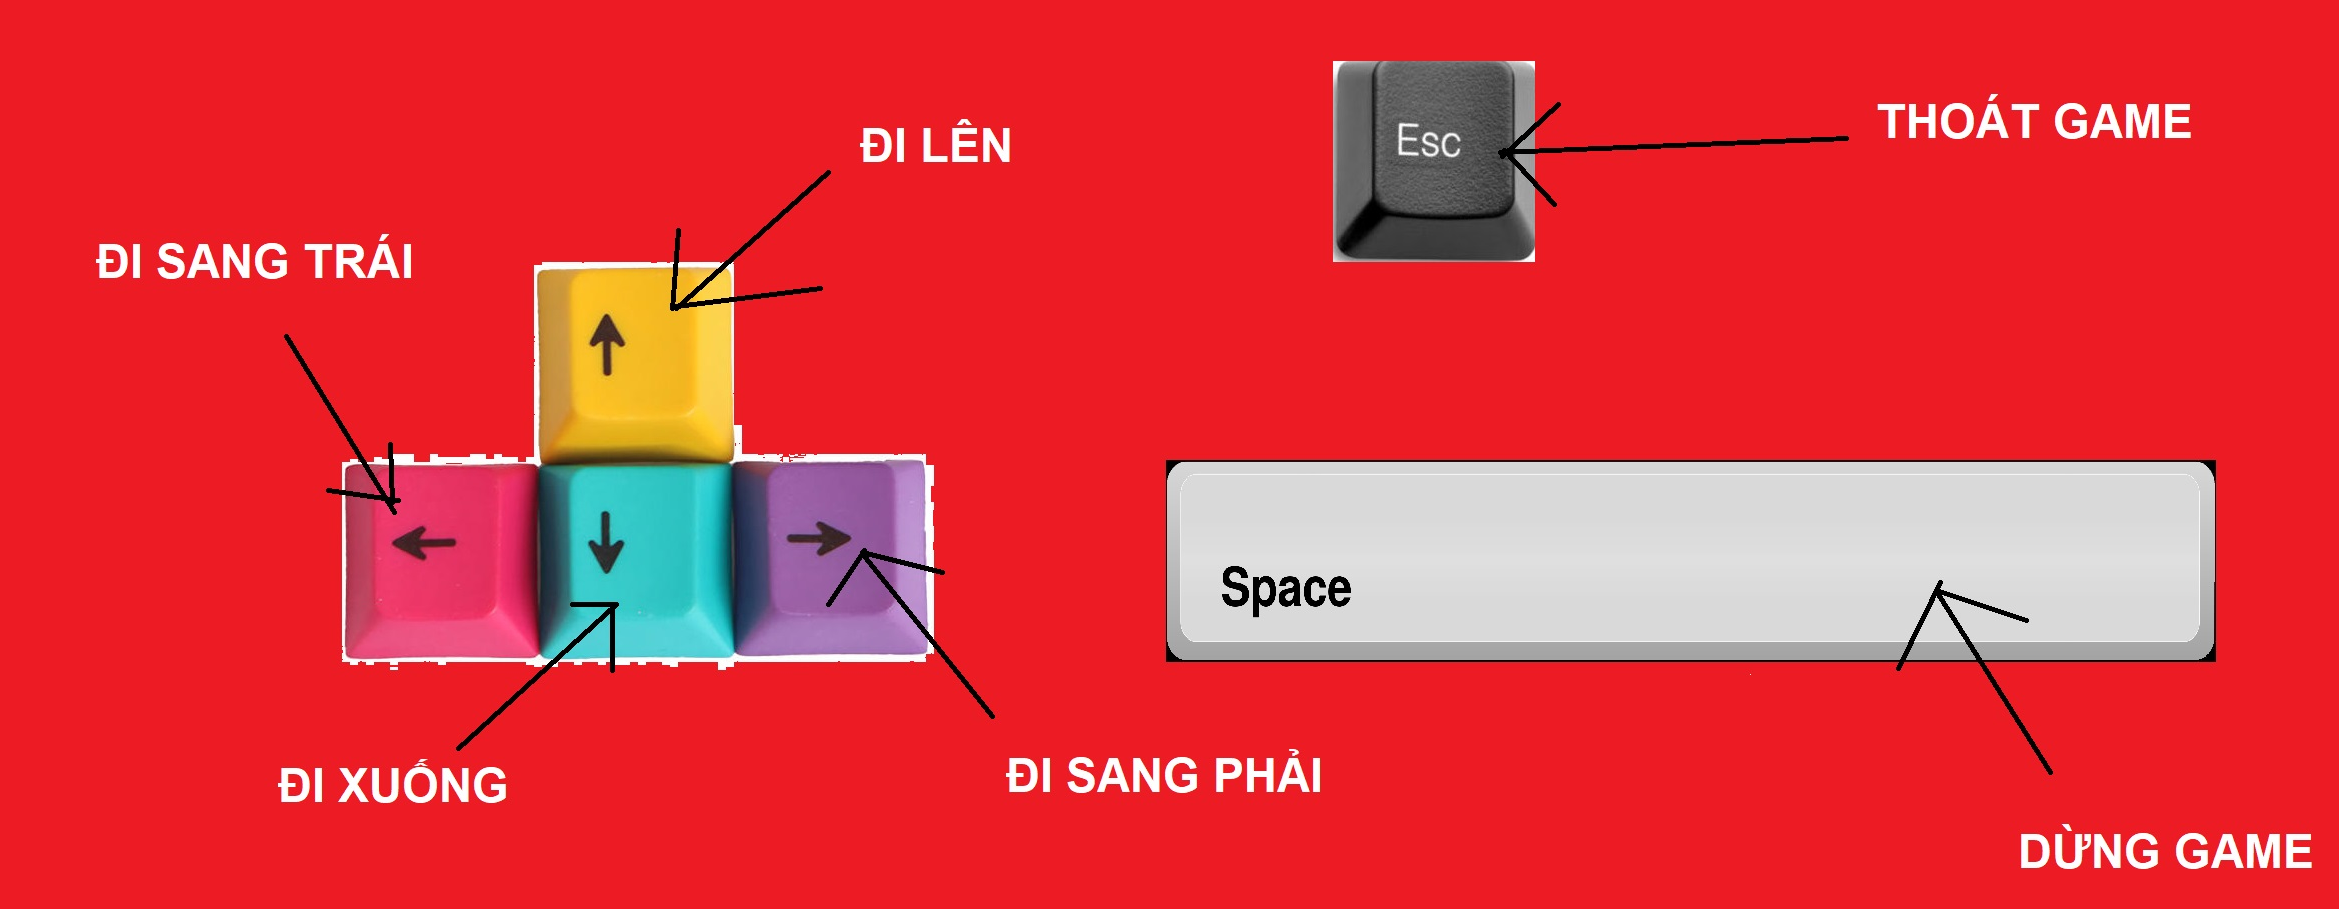 ĐI LÊN
ĐI SANG TRÁI
ĐI XUỐNG
ĐI SANG PHẢI
Esc
THOÁT GAME
Space
DỪNG GAME